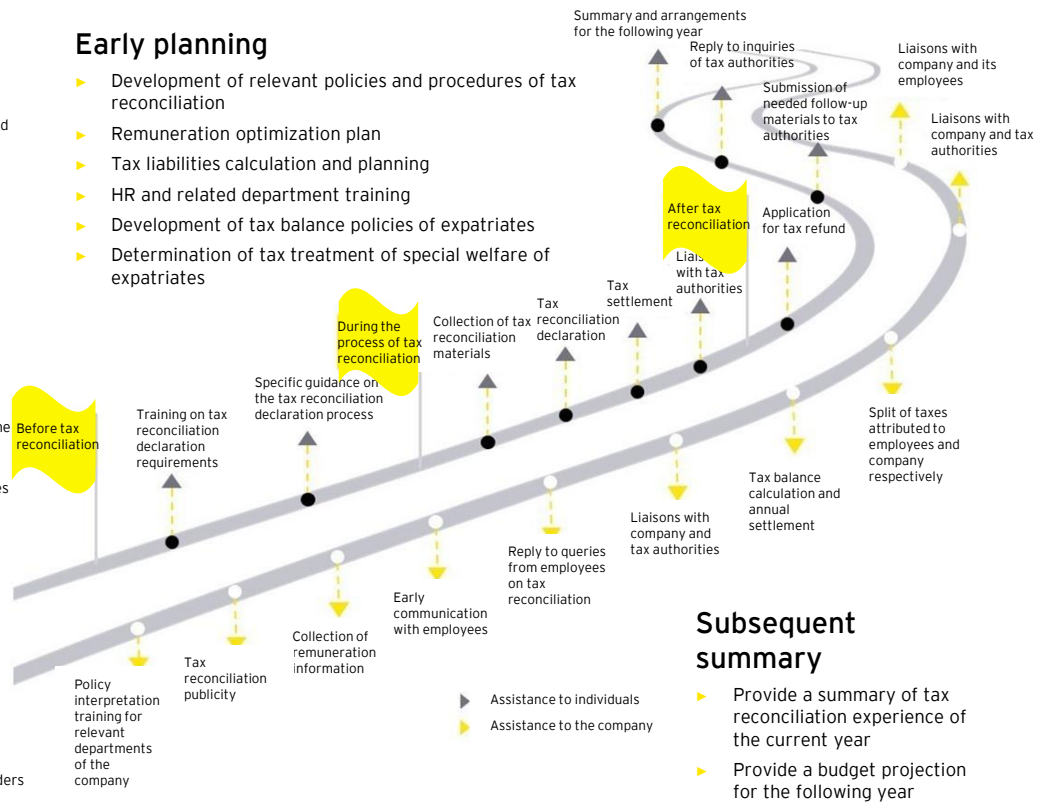 Early planning
Development of relevant policies and procedures of tax
reconciliation
Remuneration optimization plan
Tax liabilities calculation and planning
HR and related department training
Development of tax balance policies of expatriates
Determination of tax treatment of special welfare of
expatriates
Summary and arrangements
for the following year
Reply to inquiries
of tax authorities
Submission of
needed follow-up
materials to tax
authorities
Liaisons with
company and its
employees
Liaisons with
company and tax
authorities
After tax
reconciliation
Application
for tax refund
with tax
authorities
Tax
settlement
Tax
reconciliation
declaration
Collection of tax
reconciliation
materials
During the
process of tax
reconciliation
Specific guidance on
the tax reconciliation
declaration process
Training on tax
reconciliation
declaration
requirements
Before tax
reconciliation
Policy
interpretation
training for
relevant
departments
of the
company
Tax
reconciliation
publicity
Collection of
remuneration
information
Early
communication
with employees
Reply to queries
from employees
on tax
reconciliation
Liaisons with
company and
tax authorities
Tax balance
calculation and
annual
settlement
Split of taxes
attributed to
employees and
company
respectively
Assistance to individuals
Assistance to the company
Subsequent
summary
Provide a summary of tax
reconciliation experience of
the current year
Provide a budget projection
for the following year